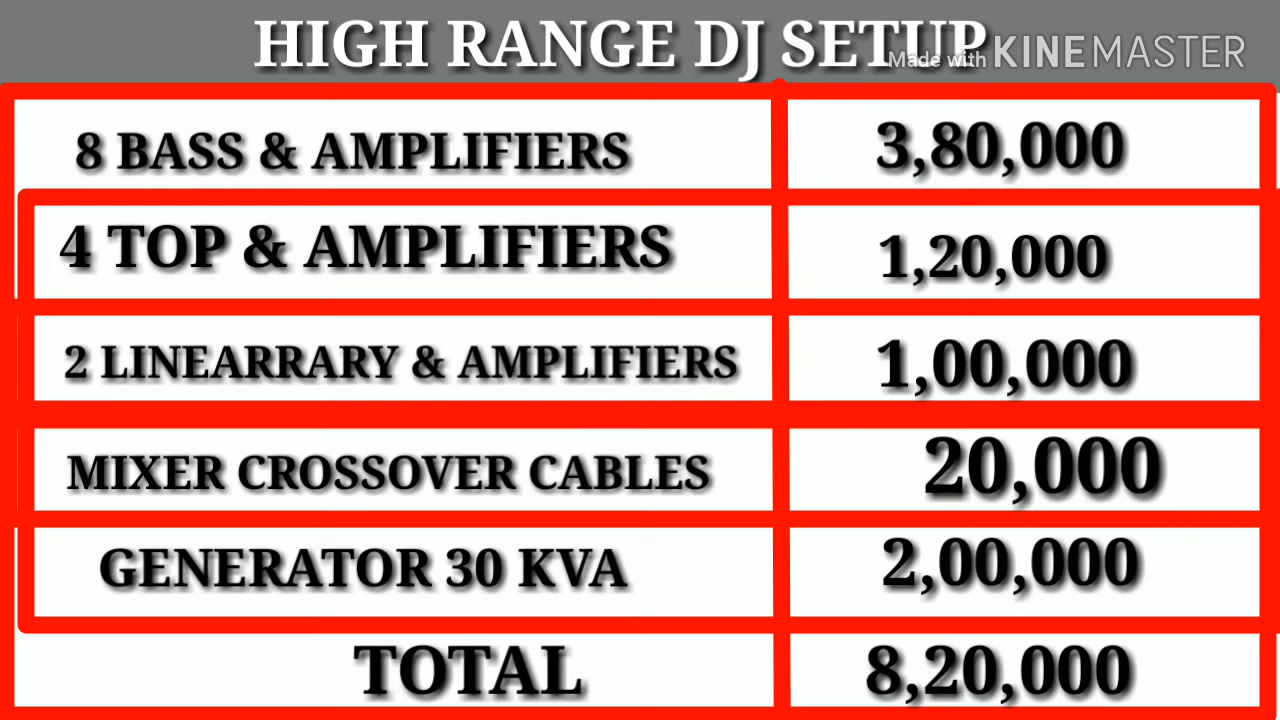 HIGH RANGE DJ SETUP
Made with KINEMASTER
8 BASS & AMPLIFIERS 3,80,000
4 TOP & AMPLIFIERS 1,20,000
2 LINEARRARY & AMPLIFIERS 1,00,000
MIXER CROSSOVER CABLES 20,000
GENERATOR 30 KVA 2,00,000
TOTAL 8,20,000